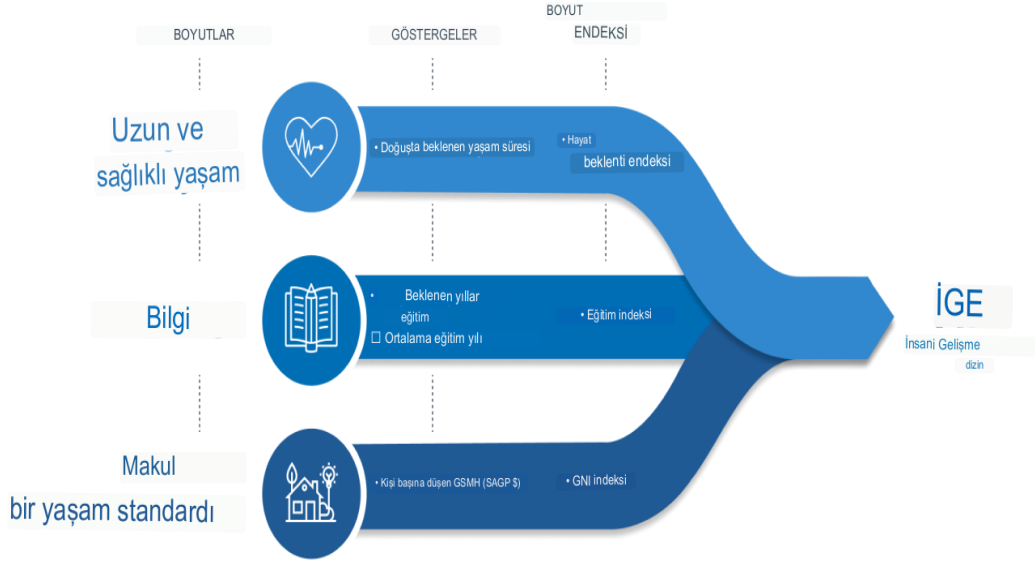 BOYUTLAR
GÖSTERGELER
BOYUT
ENDEKSİ
Uzun ve
sağlıklı yaşam
• Doğuşta beklenen yaşam süresi
• Hayat
beklenti endeksi
Bilgi
• Beklenen yıllar
eğitim
□ Ortalama eğitim yılı
• Eğitim indeksi
Makul
bir yaşam standardı
• Kişi başına düşen GSMH (SAGP $)
• GNI indeksi
İGE
İnsani Gelişme
dizin